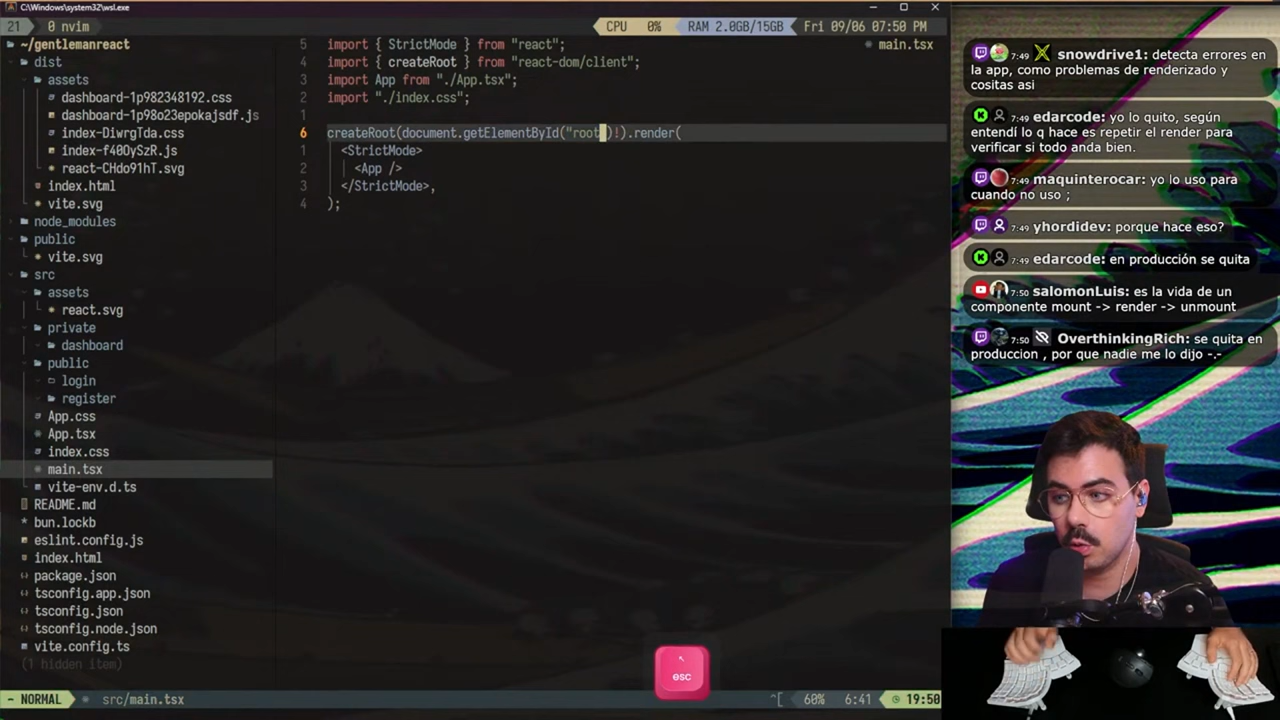 C:\Windows\system32\wsl.exe
21 0 nvim CPU 0% RAM 2.0GB/15GB Fri 09/06 07:50 PM
~/gentlemanreact
dist
assets
dashboard-1p982348192.css
dashboard-1p98o23epokajsdf.js
index-DiwrgTda.css
index-f40OySzR.js
react-CHdo91hT.svg
index.html
vite.svg
node_modules
public
vite.svg
src
assets
react.svg
private
dashboard
public
login
register
App.css
App.tsx
index.css
main.tsx
vite-env.d.ts
README.md
bun.lockb
eslint.config.js
index.html
package.json
tsconfig.app.json
tsconfig.json
tsconfig.node.json
vite.config.ts
(1 hidden item)
5 import { StrictMode } from "react";
4 import { createRoot } from "react-dom/client";
3 import App from "./App.tsx";
2 import "./index.css";
1
6 createRoot(document.getElementById("root")!).render(
1 <StrictMode>
2 <App />
3 </StrictMode>,
4 );
main.tsx
esc
- NORMAL src/main.tsx ^[ 60% 6:41 19:50
7:49 snowdrive1: detecta errores en
la app, como problemas de renderizado y
cositas asi
7:49 edarcode: yo lo quito, según
entendí lo q hace es repetir el render para
verificar si todo anda bien.
7:49 maquinterocar: yo lo uso para
cuando no uso ;
7:49 yhordidev: porque hace eso?
7:49 edarcode: en producción se quita
7:50 salomonLuis: es la vida de un
componente mount -> render -> unmount
7:50 OverthinkingRich: se quita en
produccion , por que nadie me lo dijo -.-